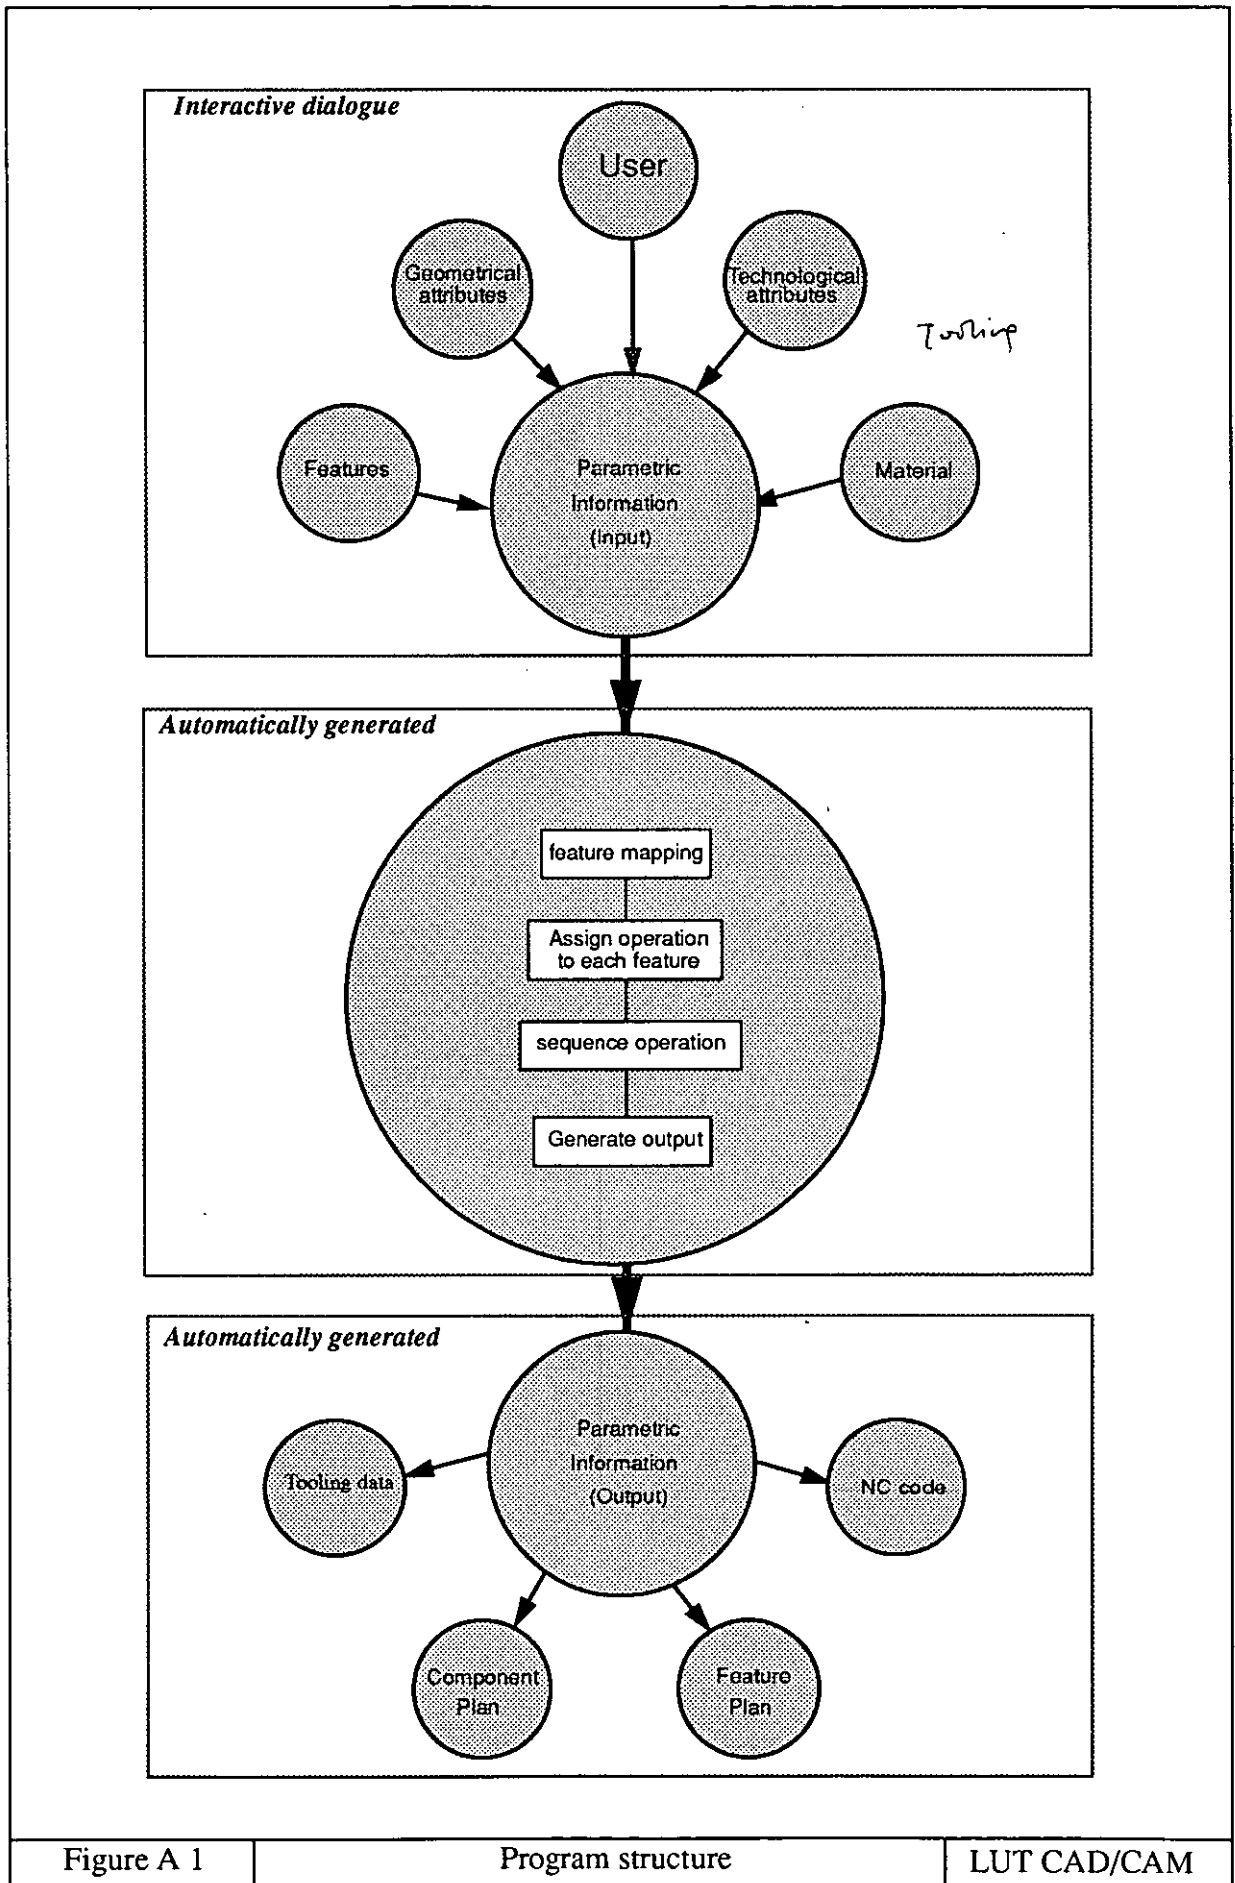 Interactive dialogue
User
Geometrical
attributes
Technological
attributes
Tooling
Features
Parametric
Information
(Input)
Material
Automatically generated
feature mapping
Assign operation
to each feature
sequence operation
Generate output
Automatically generated
Parametric
Information
(Output)
Tooling data
NC code
Component
Plan
Feature
Plan
Figure A 1
Program structure
LUT CAD/CAM